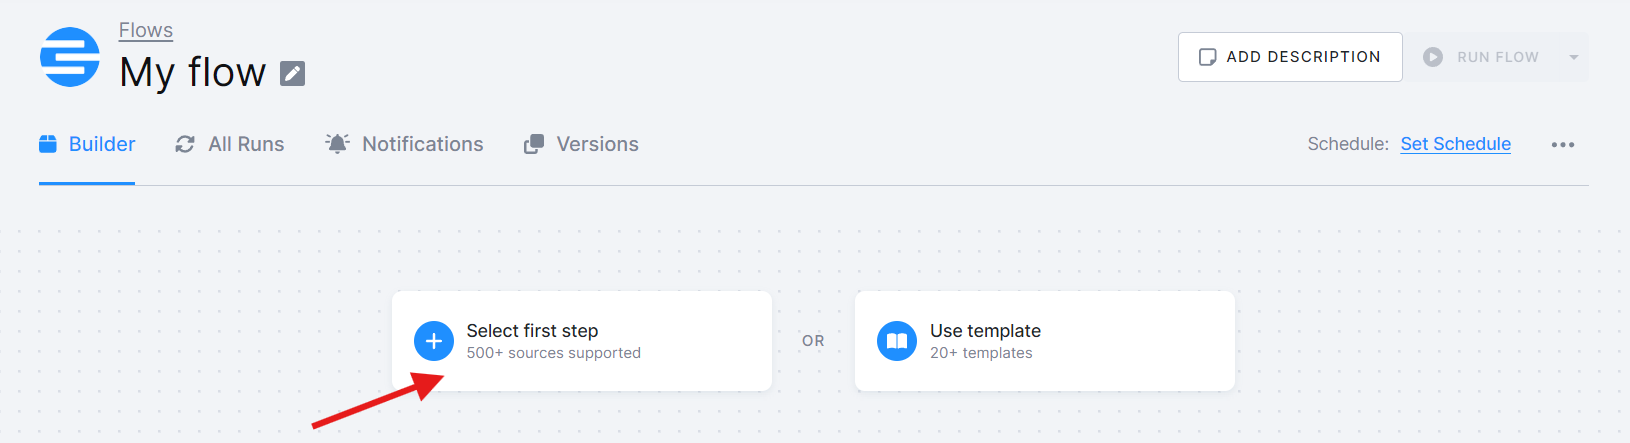 Flows
My flow
ADD DESCRIPTION
RUN FLOW
Builder
All Runs
Notifications
Versions
Schedule: Set Schedule
Select first step
500+ sources supported
OR
Use template
20+ templates